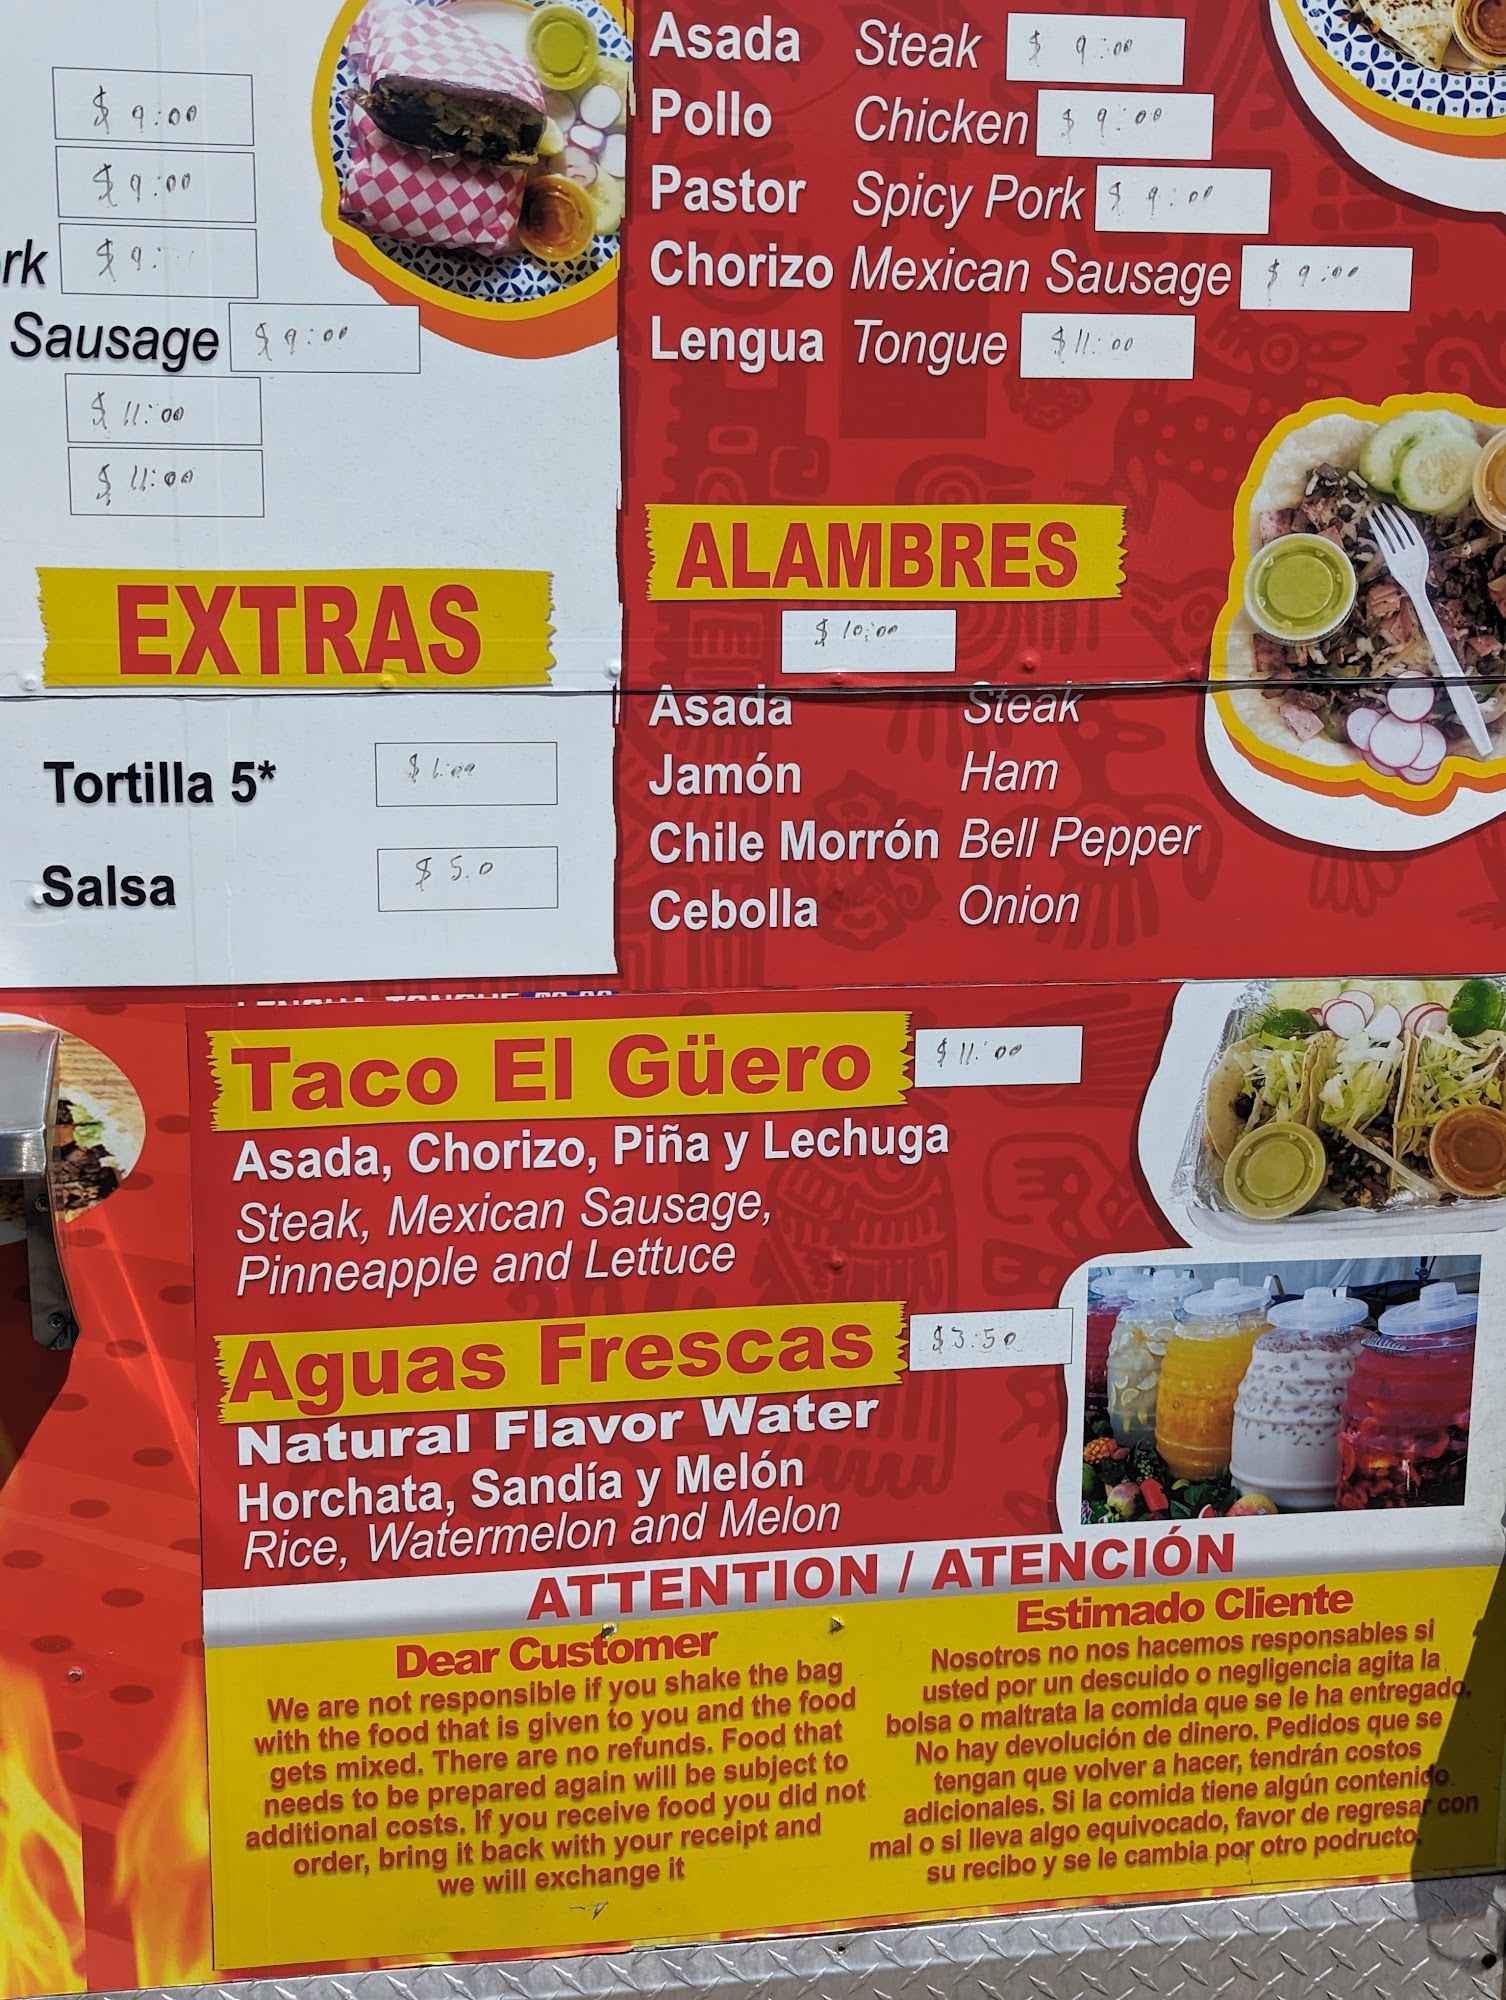 $ 9:00
$ 9:00
rk $ 9:
Sausage $ 9:00
$ 11:00
$ 11:00
EXTRAS
Tortilla 5* $ 1.00
Salsa $ 5.0
Asada Steak $ 9:00
Pollo Chicken $ 9:00
Pastor Spicy Pork $ 9:00
Chorizo Mexican Sausage $ 9:00
Lengua Tongue $ 11:00
ALAMBRES
$ 10:00
Asada Steak
Jamón Ham
Chile Morrón Bell Pepper
Cebolla Onion
Taco El Güero $ 11:00
Asada, Chorizo, Piña y Lechuga
Steak, Mexican Sausage,
Pinneapple and Lettuce
Aguas Frescas $3:50
Natural Flavor Water
Horchata, Sandía y Melón
Rice, Watermelon and Melon
ATTENTION / ATENCIÓN
Dear Customer
We are not responsible if you shake the bag
with the food that is given to you and the food
gets mixed. There are no refunds. Food that
needs to be prepared again will be subject to
additional costs. If you receive food you did not
order, bring it back with your receipt and
we will exchange it
Estimado Cliente
Nosotros no nos hacemos responsables si
usted por un descuido o negligencia agita la
bolsa o maltrata la comida que se le ha entregado.
No hay devolución de dinero. Pedidos que se
tengan que volver a hacer, tendrán costos
adicionales. Si la comida tiene algún contenido
mal o si lleva algo equivocado, favor de regresar con
su recibo y se le cambia por otro podructo.